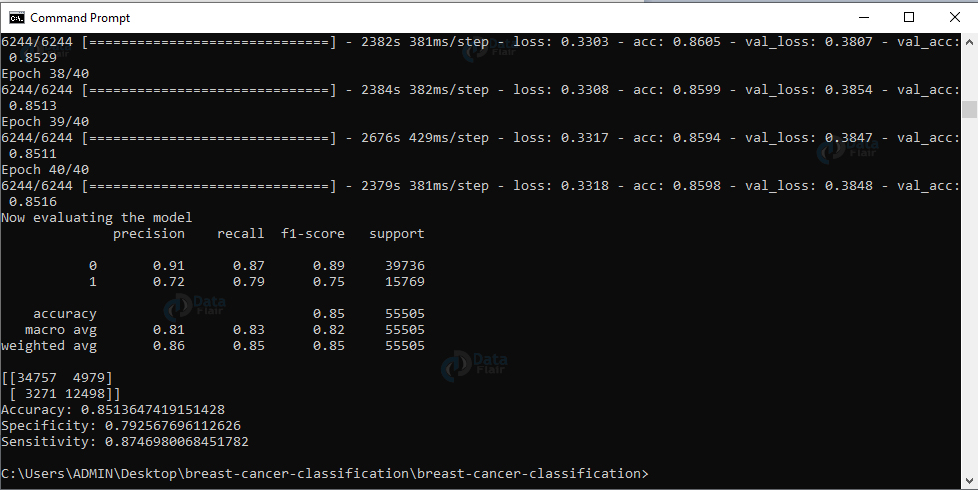 Command Prompt
6244/6244 [==============================] - 2382s 381ms/step - loss: 0.3303 - acc: 0.8605 - val_loss: 0.3807 - val_acc:
0.8529
Epoch 38/40
6244/6244 [==============================] - 2384s 382ms/step - loss: 0.3308 - acc: 0.8599 - val_loss: 0.3854 - val_acc:
0.8513
Epoch 39/40
6244/6244 [==============================] - 2676s 429ms/step - loss: 0.3317 - acc: 0.8594 - val_loss: 0.3847 - val_acc:
0.8511
Epoch 40/40
6244/6244 [==============================] - 2379s 381ms/step - loss: 0.3318 - acc: 0.8598 - val_loss: 0.3848 - val_acc:
0.8516
Now evaluating the model
precision recall f1-score support
0 0.91 0.87 0.89 39736
1 0.72 0.79 0.75 15769
accuracy 0.85 55505
macro avg 0.81 0.83 0.82 55505
weighted avg 0.86 0.85 0.85 55505
[[34757 4979]
[ 3271 12498]]
Accuracy: 0.8513647419151428
Specificity: 0.792567696112626
Sensitivity: 0.8746980068451782
C:\Users\ADMIN\Desktop\breast-cancer-classification\breast-cancer-classification>
Data
Flair
Data
Flair
Data
Flair